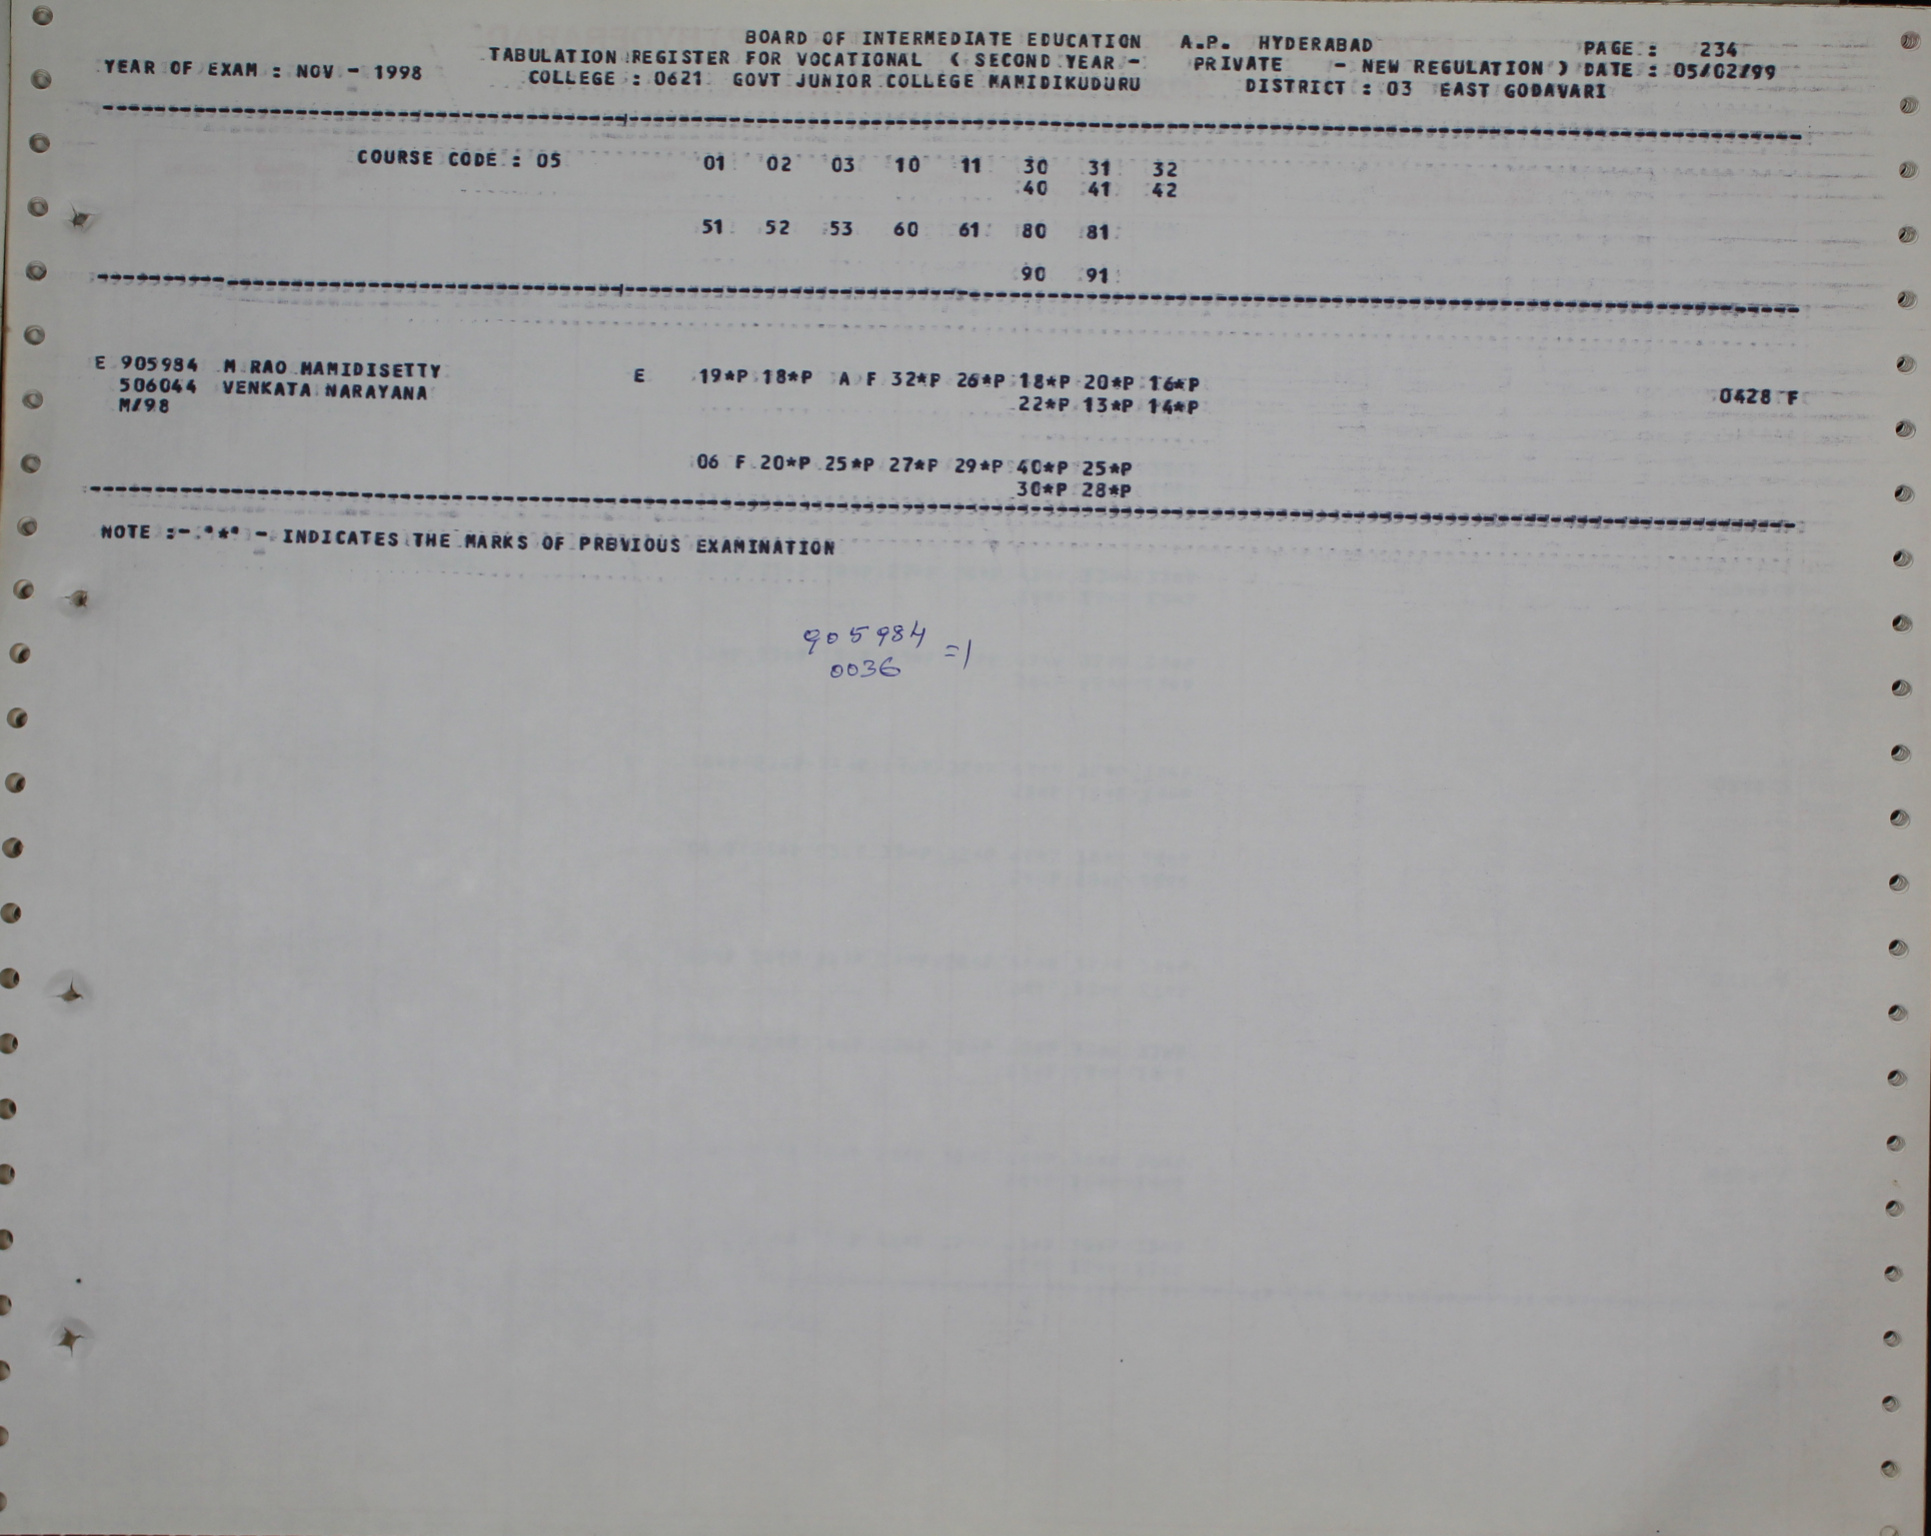 BOARD OF INTERMEDIATE EDUCATION A.P. HYDERABAD PAGE : 234
YEAR OF EXAM : NOV - 1998 TABULATION REGISTER FOR VOCATIONAL ( SECOND YEAR - PRIVATE - NEW REGULATION ) DATE : 05/02/99
COLLEGE : 0621 GOVT JUNIOR COLLEGE MAMIDIKUDURU DISTRICT : 03 EAST GODAVARI
COURSE CODE : 05 01 02 03 10 11 30 31 32
40 41 42
51 52 53 60 61 80 81
90 91
E 905984 M RAO MAMIDISETTY E 19*P 18*P A F 32*P 26*P 18*P 20*P 16*P
506044 VENKATA NARAYANA 0428 F
M/98 22*P 13*P 14*P
06 F 20*P 25*P 27*P 29*P 40*P 25*P
30*P 28*P
NOTE :- "*" - INDICATES THE MARKS OF PREVIOUS EXAMINATION
905984 =1
0036